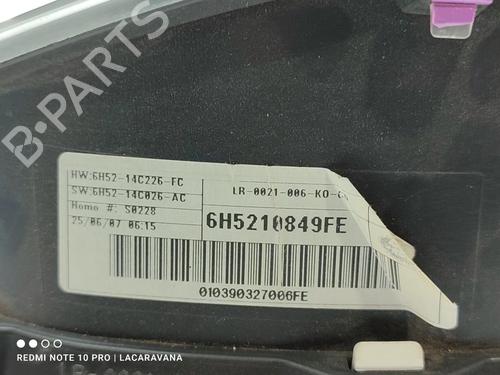 B-PARTS
HW:6H52-14C226-FC
SW:6H52-14C026-AC
Homo #: S0228
25/06/07 06:15
LR-0021-006-KO-
6H5210849FE
010390327006FE
REDMI NOTE 10 PRO | LACARAVANA